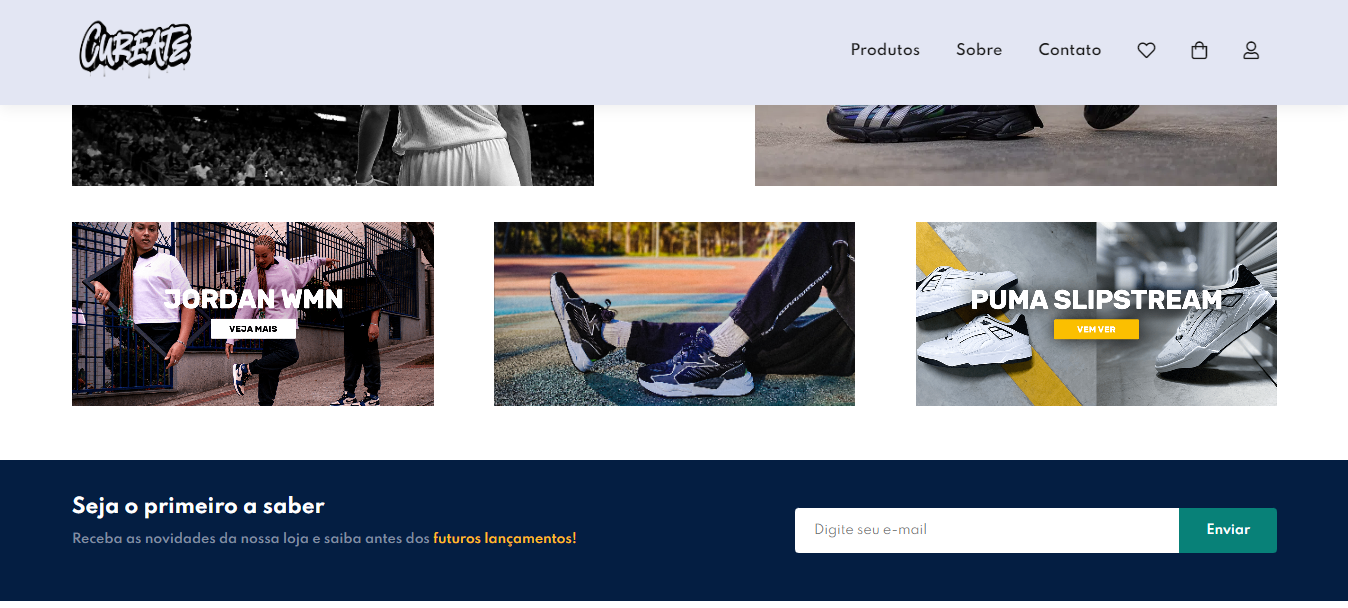 CUREATE
Produtos
Sobre
Contato
JORDAN WMN
VEJA MAIS
PUMA SLIPSTREAM
VEM VER
Seja o primeiro a saber
Receba as novidades da nossa loja e saiba antes dos futuros lançamentos!
Digite seu e-mail
Enviar